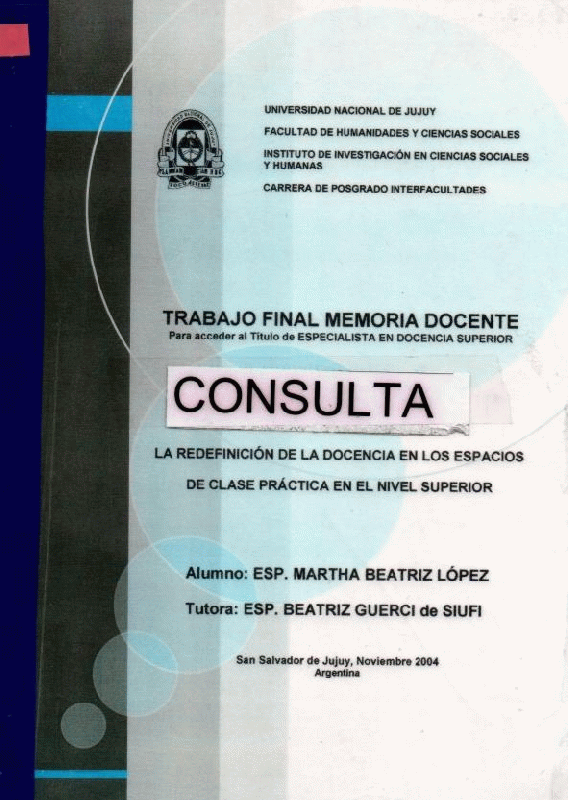 UNIVERSIDAD NACIONAL DE JUJUY
FACULTAD DE HUMANIDADES Y CIENCIAS SOCIALES
INSTITUTO DE INVESTIGACIÓN EN CIENCIAS SOCIALES
Y HUMANAS
CARRERA DE POSGRADO INTERFACULTADES
TRABAJO FINAL MEMORIA DOCENTE
Para acceder al Título de ESPECIALISTA EN DOCENCIA SUPERIOR
CONSULTA
LA REDEFINICIÓN DE LA DOCENCIA EN LOS ESPACIOS
DE CLASE PRÁCTICA EN EL NIVEL SUPERIOR
Alumno: ESP. MARTHA BEATRIZ LÓPEZ
Tutora: ESP. BEATRIZ GUERCI de SIUFI
San Salvador de Jujuy, Noviembre 2004
Argentina